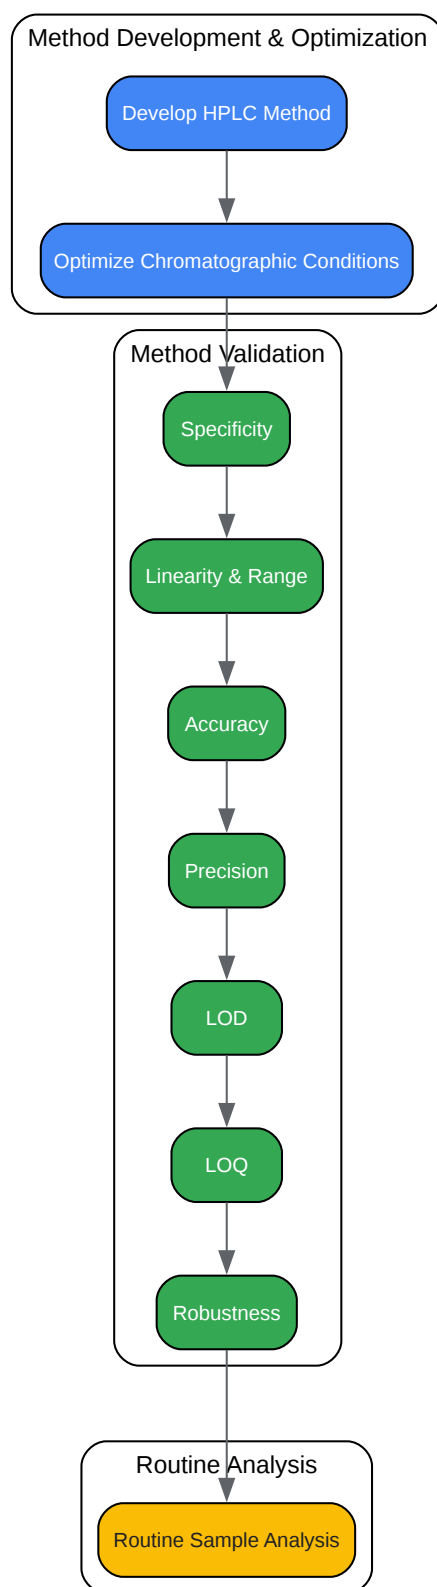 Method Development & Optimization
Develop HPLC Method
Optimize Chromatographic Conditions
Method Validation
Specificity
Linearity & Range
Accuracy
Precision
LOD
LOQ
Robustness
Routine Analysis
Routine Sample Analysis